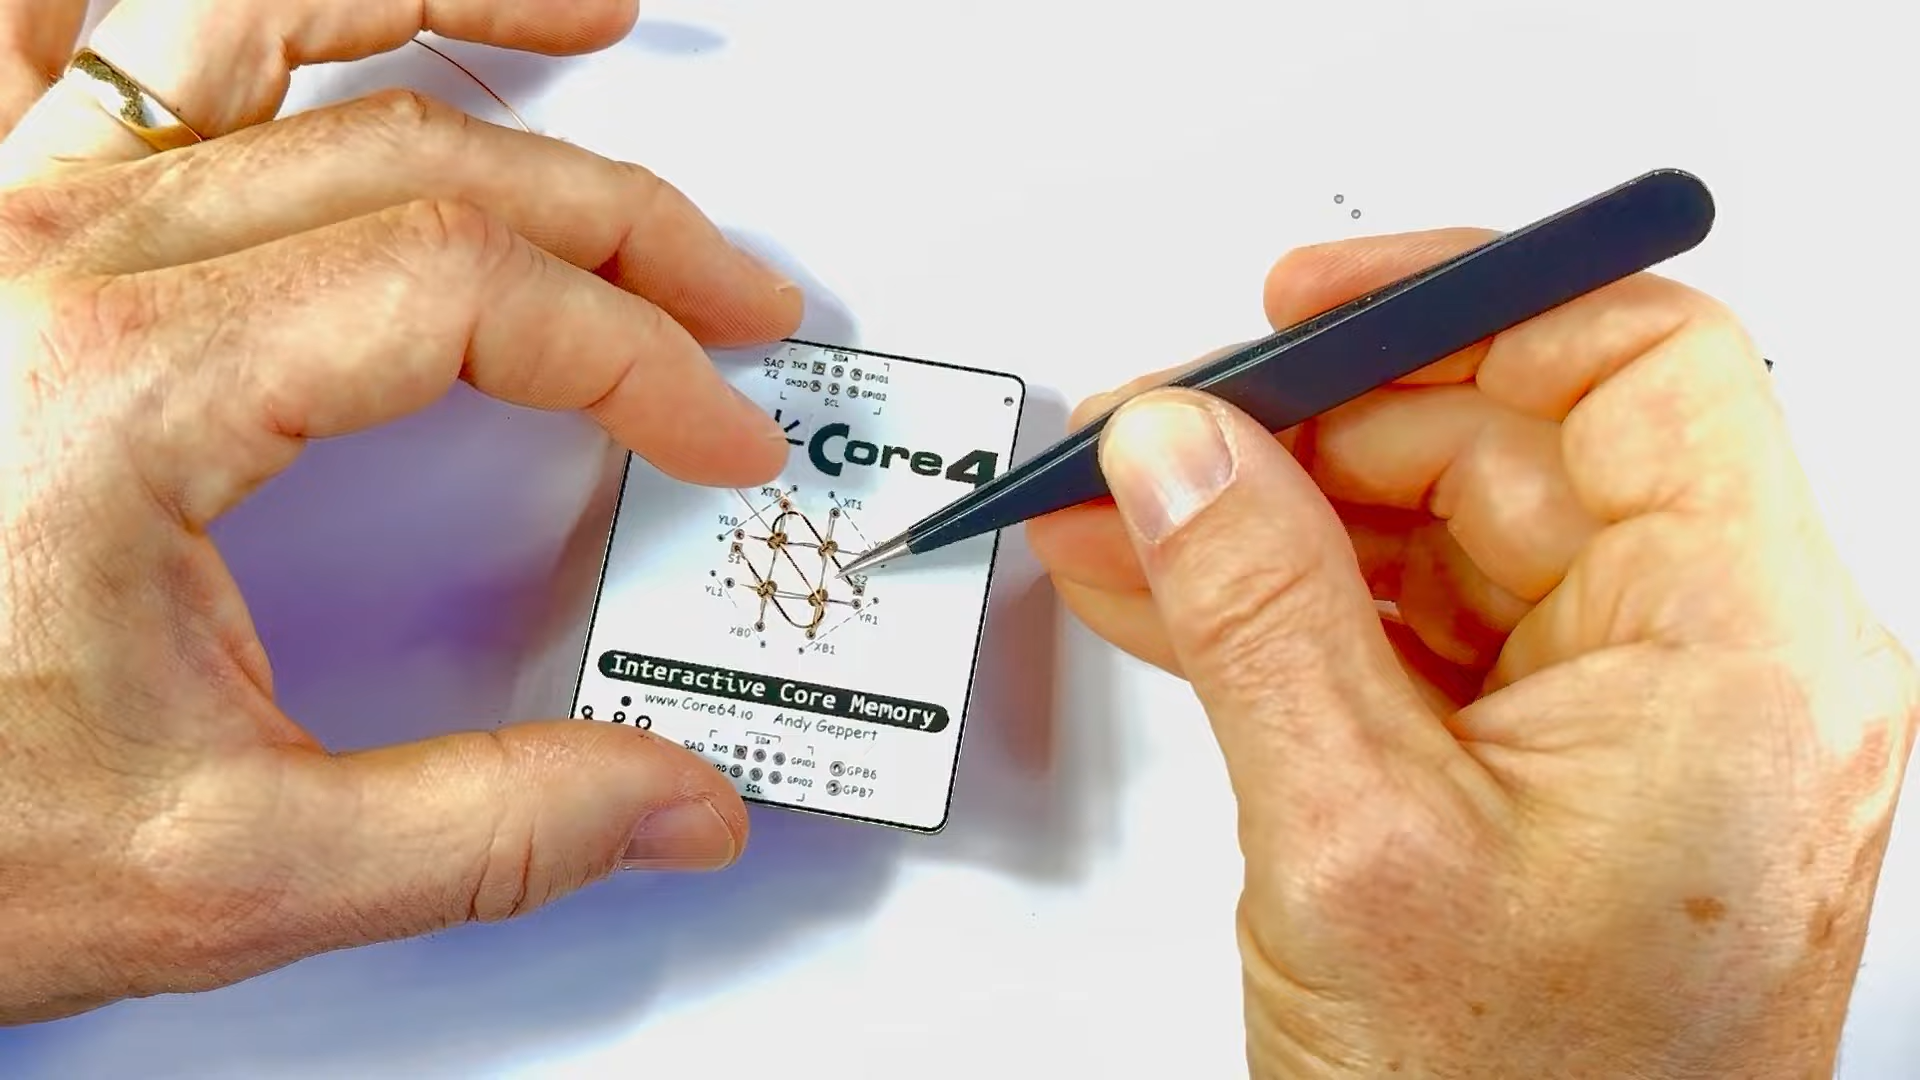 SAO 3V3 SDA GPIO1
X2 GND GPIO2
SCL
Core4
XT0 XT1
YL0
S1 S2
YL1 YR1
XB0 XB1
Interactive Core Memory
www.Core64.io Andy Geppert
SAO 3V3 SDA GPIO1 GPB6
GPIO2 GPB7
SCL